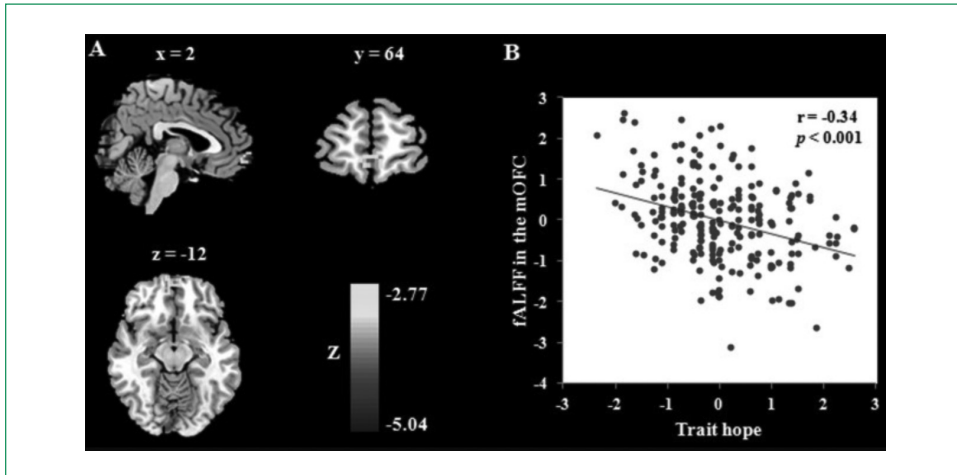 A
x = 2
y = 64
z = -12
Z
-2.77
-5.04
B
r = -0.34
p < 0.001
fALFF in the mOFC
3
2
1
0
-1
-2
-3
-4
-3
-2
-1
0
1
2
3
Trait hope